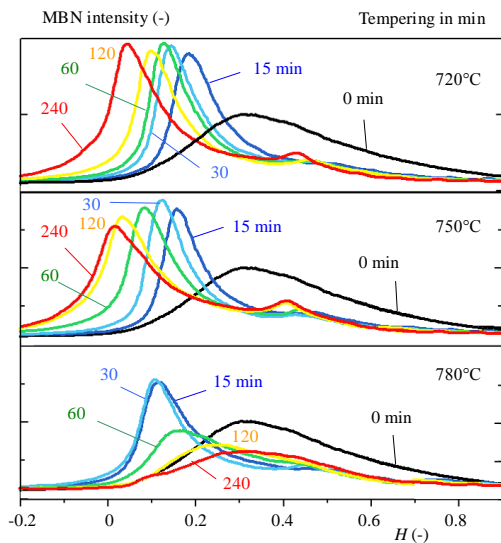 MBN intensity (-) Tempering in min
120
15 min
720°C
60
0 min
240
30
30
750°C
240
120
15 min
0 min
60
780°C
30
15 min
60
0 min
120
240
-0.2 0 0.2 0.4 0.6 0.8
H (-)